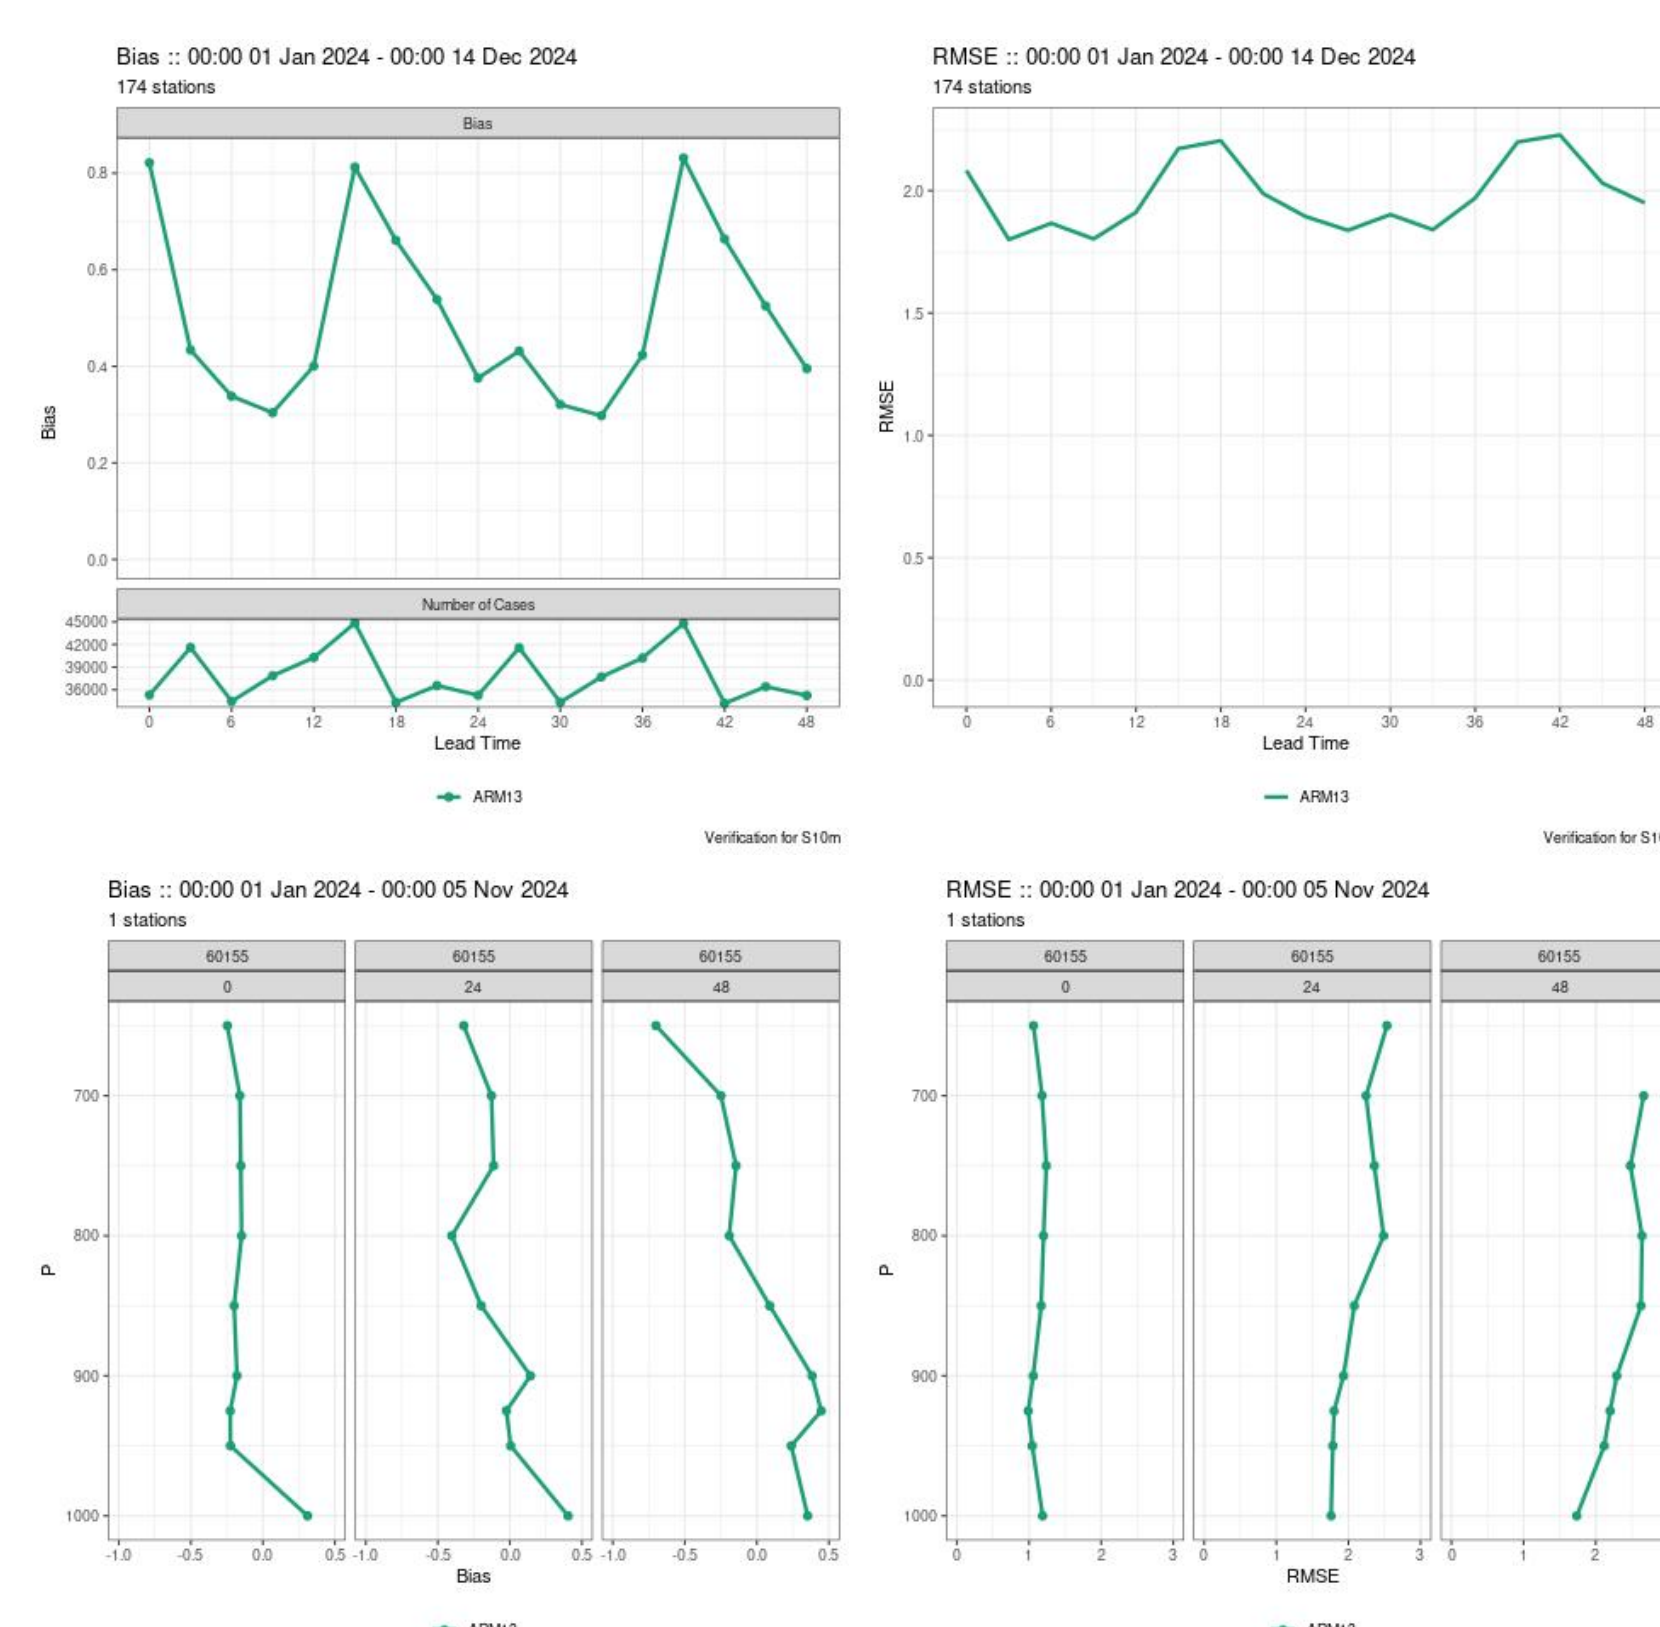 Bias :: 00:00 01 Jan 2024 - 00:00 14 Dec 2024
174 stations
Bias
0.8
0.6
0.4
0.2
0.0
Bias
Number of Cases
45000
42000
39000
36000
0 6 12 18 24 30 36 42 48
Lead Time
ARM13
Verification for S10m
RMSE :: 00:00 01 Jan 2024 - 00:00 14 Dec 2024
174 stations
2.0
1.5
1.0
0.5
0.0
RMSE
0 6 12 18 24 30 36 42 48
Lead Time
ARM13
Verification for S10
Bias :: 00:00 01 Jan 2024 - 00:00 05 Nov 2024
1 stations
60155 60155 60155
0 24 48
700
800
900
1000
P
-1.0 -0.5 0.0 0.5 -1.0 -0.5 0.0 0.5 -1.0 -0.5 0.0 0.5
Bias
RMSE :: 00:00 01 Jan 2024 - 00:00 05 Nov 2024
1 stations
60155 60155 60155
0 24 48
700
800
900
1000
P
0 1 2 3 0 1 2 3 0 1 2
RMSE